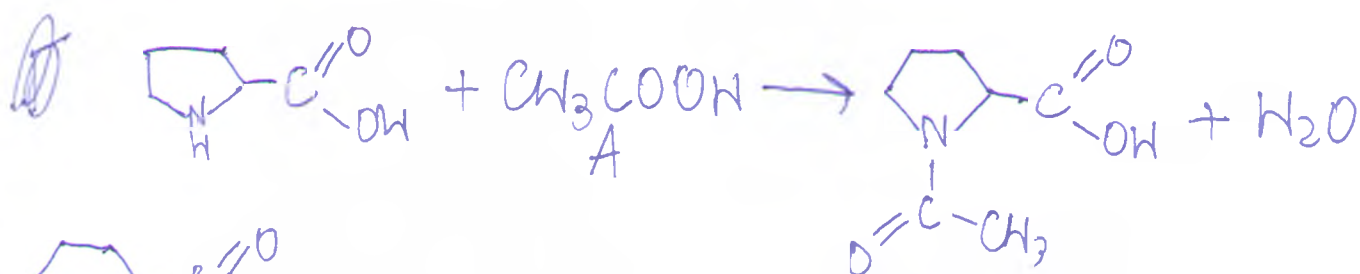 O
C + CH₃COOH → C + H₂O
N OH N OH
H A
C
O CH₃
C O